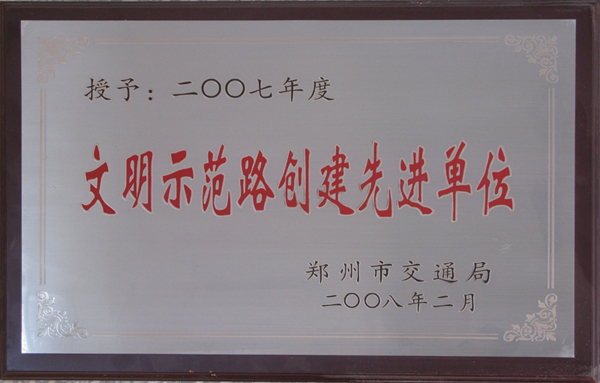 授予：二〇〇七年度
文明示范路创建先进单位
郑州市交通局
二〇〇八年二月